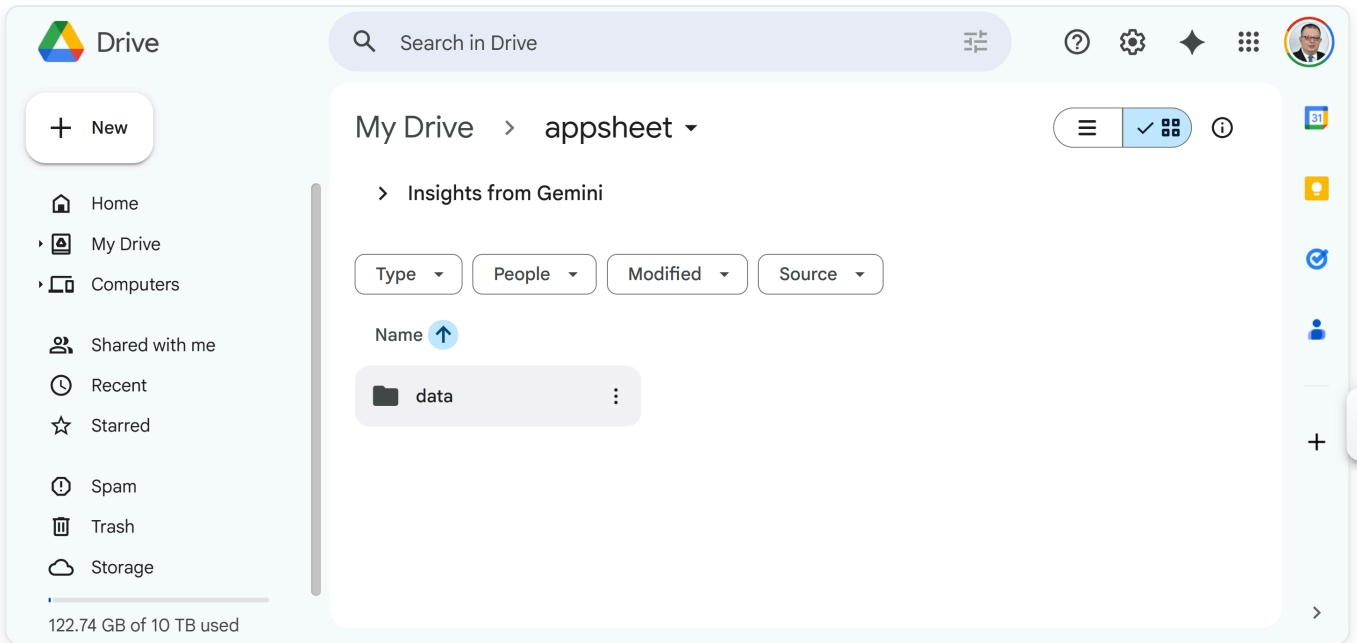 Drive
Search in Drive
New
My Drive > appsheet
31
Insights from Gemini
Home
My Drive
Computers
Shared with me
Recent
Starred
Spam
Trash
Storage
122.74 GB of 10 TB used
Type
People
Modified
Source
Name
data